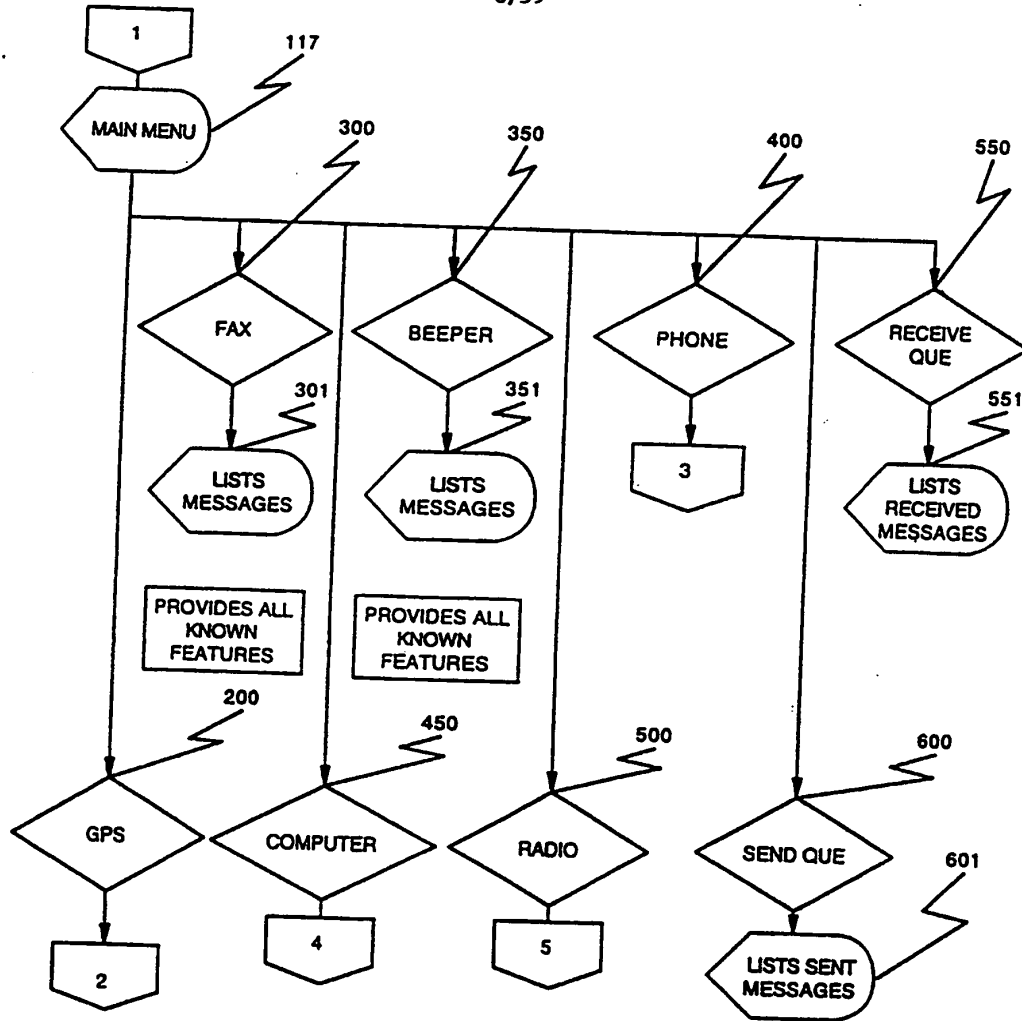 1
117
MAIN MENU
300
350
400
550
FAX
BEEPER
PHONE
RECEIVE
QUE
301
351
551
LISTS
MESSAGES
LISTS
MESSAGES
3
LISTS
RECEIVED
MESSAGES
PROVIDES ALL
KNOWN
FEATURES
PROVIDES ALL
KNOWN
FEATURES
200
450
500
600
GPS
COMPUTER
RADIO
SEND QUE
601
2
4
5
LISTS SENT
MESSAGES